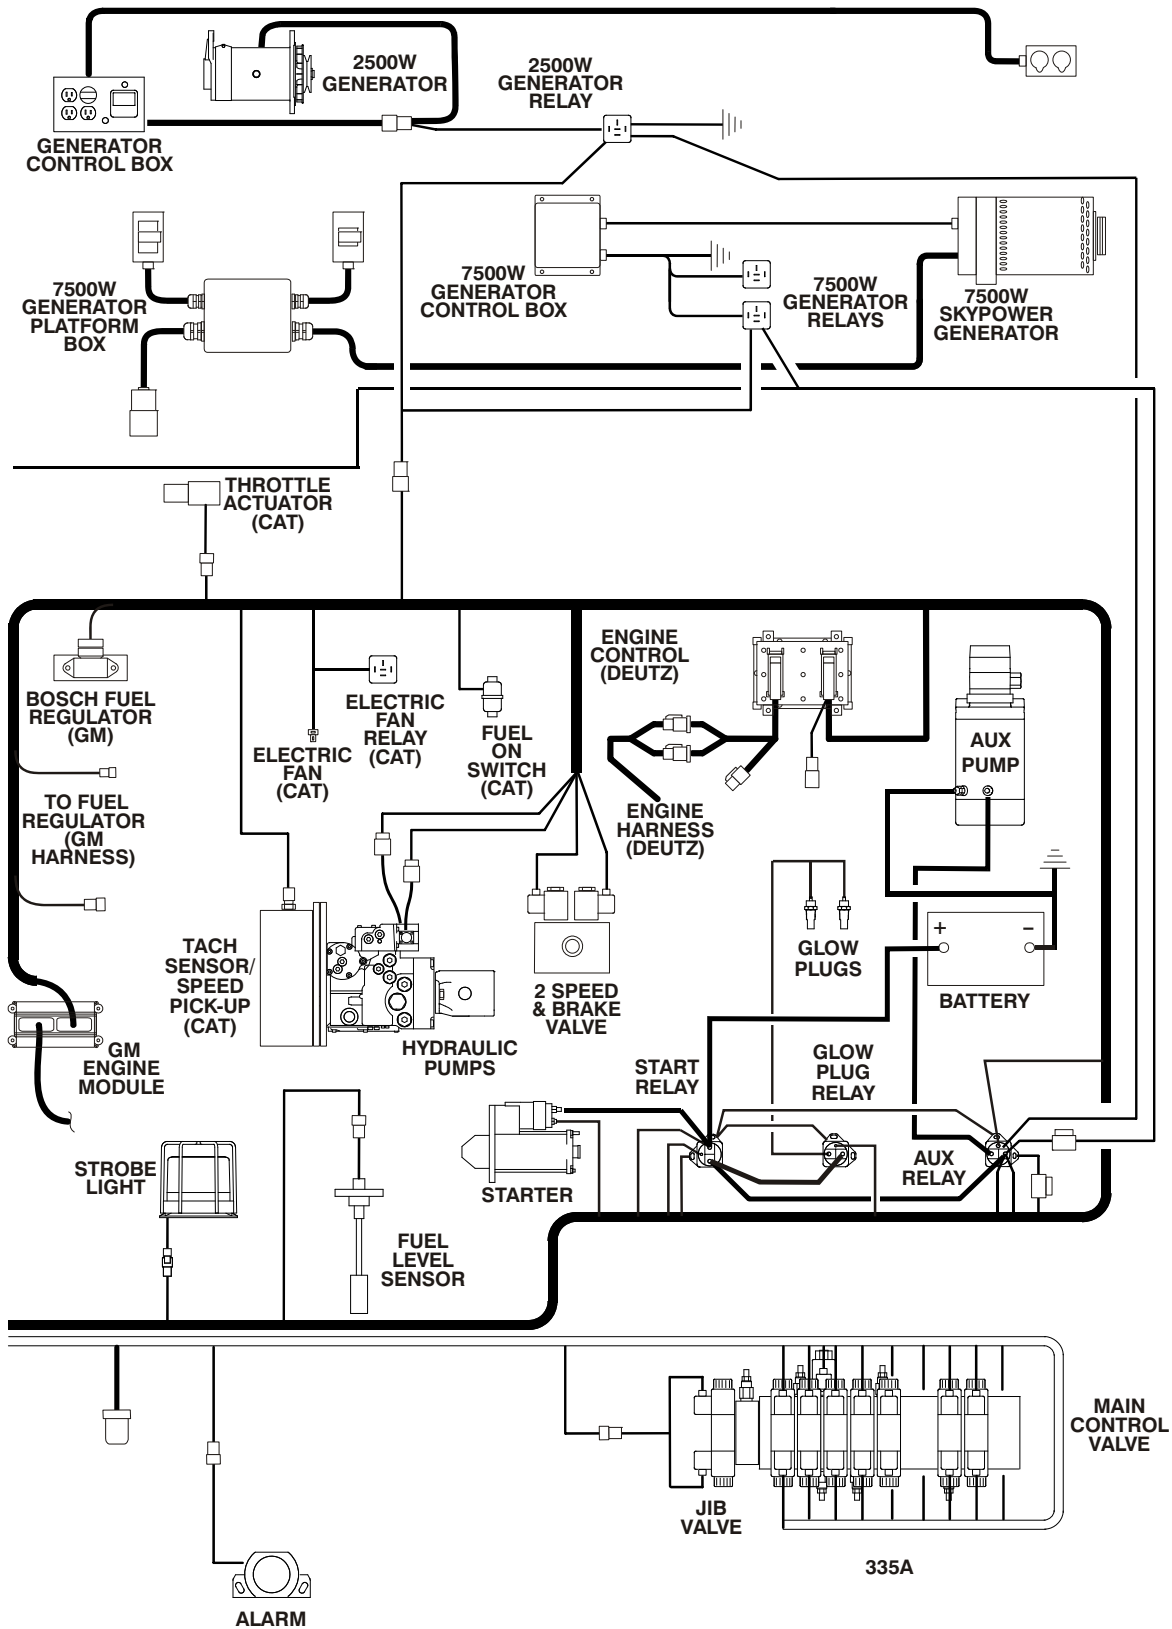 2500W
GENERATOR
2500W
GENERATOR
RELAY
GENERATOR
CONTROL BOX
7500W
GENERATOR
PLATFORM
BOX
7500W
GENERATOR
CONTROL BOX
7500W
GENERATOR
RELAYS
7500W
SKYPOWER
GENERATOR
THROTTLE
ACTUATOR
(CAT)
BOSCH FUEL
REGULATOR
(GM)
ELECTRIC
FAN
RELAY
(CAT)
ELECTRIC
FAN
(CAT)
FUEL
ON
SWITCH
(CAT)
ENGINE
CONTROL
(DEUTZ)
AUX
PUMP
TO FUEL
REGULATOR
(GM
HARNESS)
ENGINE
HARNESS
(DEUTZ)
TACH
SENSOR/
SPEED
PICK-UP
(CAT)
GLOW
PLUGS
+
–
BATTERY
2 SPEED
& BRAKE
VALVE
HYDRAULIC
PUMPS
GM
ENGINE
MODULE
START
RELAY
GLOW
PLUG
RELAY
STROBE
LIGHT
STARTER
AUX
RELAY
FUEL
LEVEL
SENSOR
MAIN
CONTROL
VALVE
JIB
VALVE
335A
ALARM